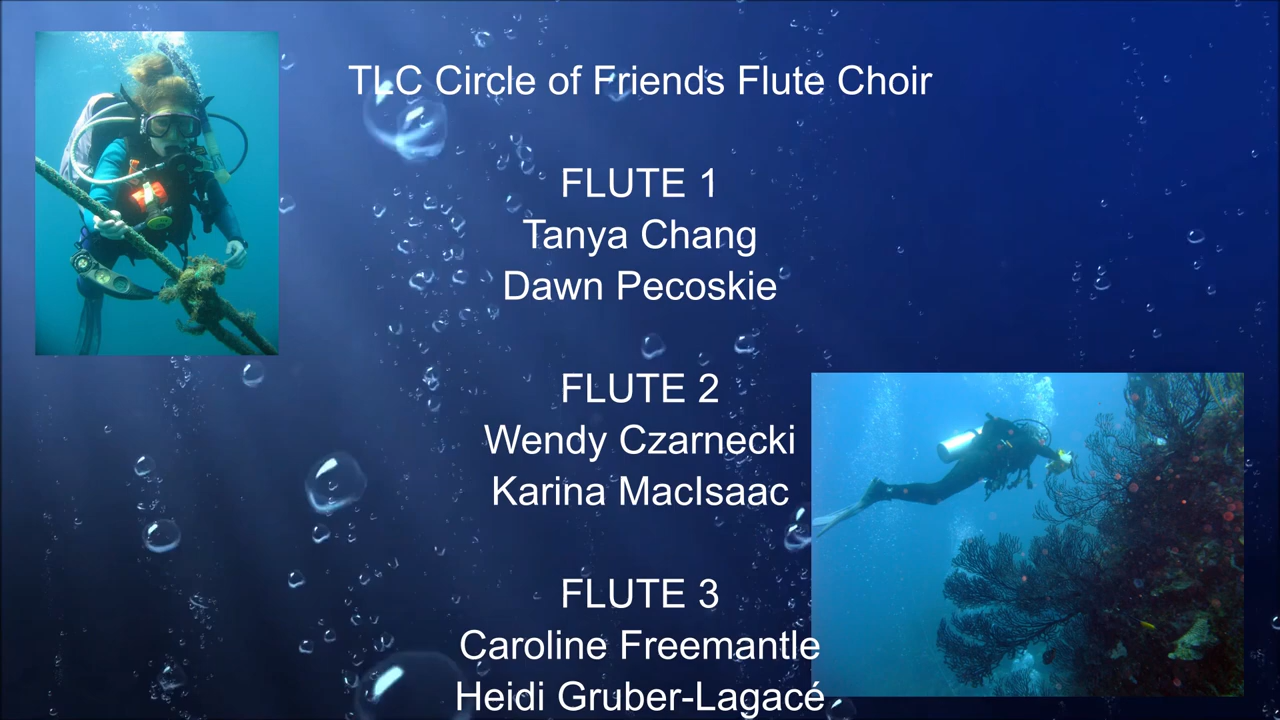 TLC Circle of Friends Flute Choir
FLUTE 1
Tanya Chang
Dawn Pecoskie
FLUTE 2
Wendy Czarnecki
Karina MacIsaac
FLUTE 3
Caroline Freemantle
Heidi Gruber-Lagacé